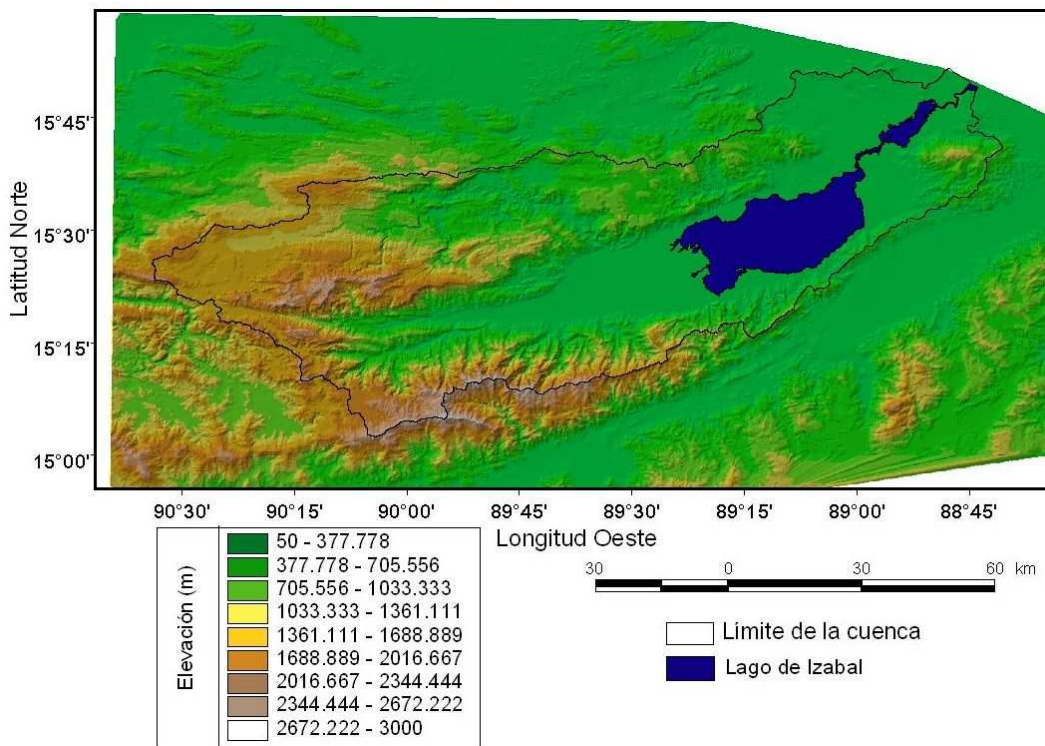 Latitud Norte
15°45'
15°30'
15°15'
15°00'
90°30'
90°15'
90°00'
89°45'
89°30'
89°15'
89°00'
88°45'
Longitud Oeste
Elevación (m)
50 - 377.778
377.778 - 705.556
705.556 - 1033.333
1033.333 - 1361.111
1361.111 - 1688.889
1688.889 - 2016.667
2016.667 - 2344.444
2344.444 - 2672.222
2672.222 - 3000
30 0 30 60 km
Límite de la cuenca
Lago de Izabal